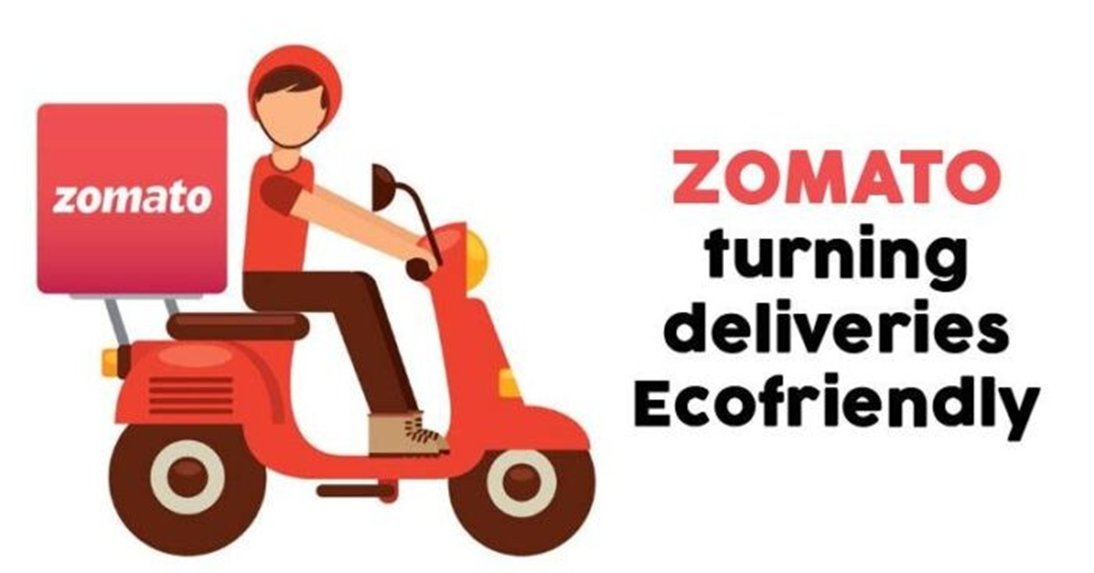 zomato
ZOMATO
turning
deliveries
Ecofriendly